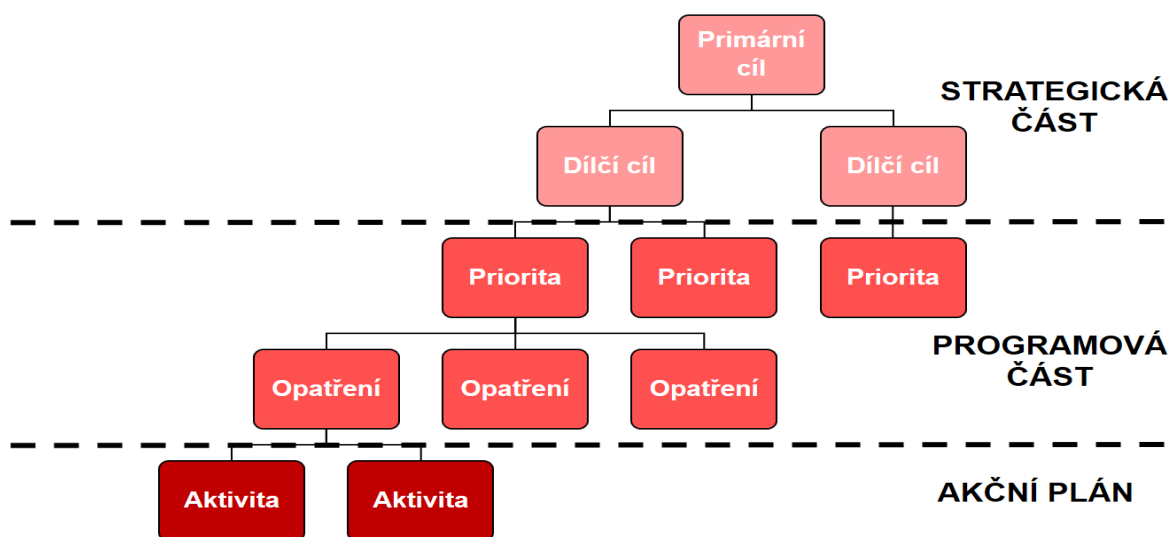 Primární
cíl
STRATEGICKÁ
ČÁST
Dílčí cíl
Dílčí cíl
Priorita
Priorita
Priorita
PROGRAMOVÁ
ČÁST
Opatření
Opatření
Opatření
Aktivita
Aktivita
AKČNÍ PLÁN